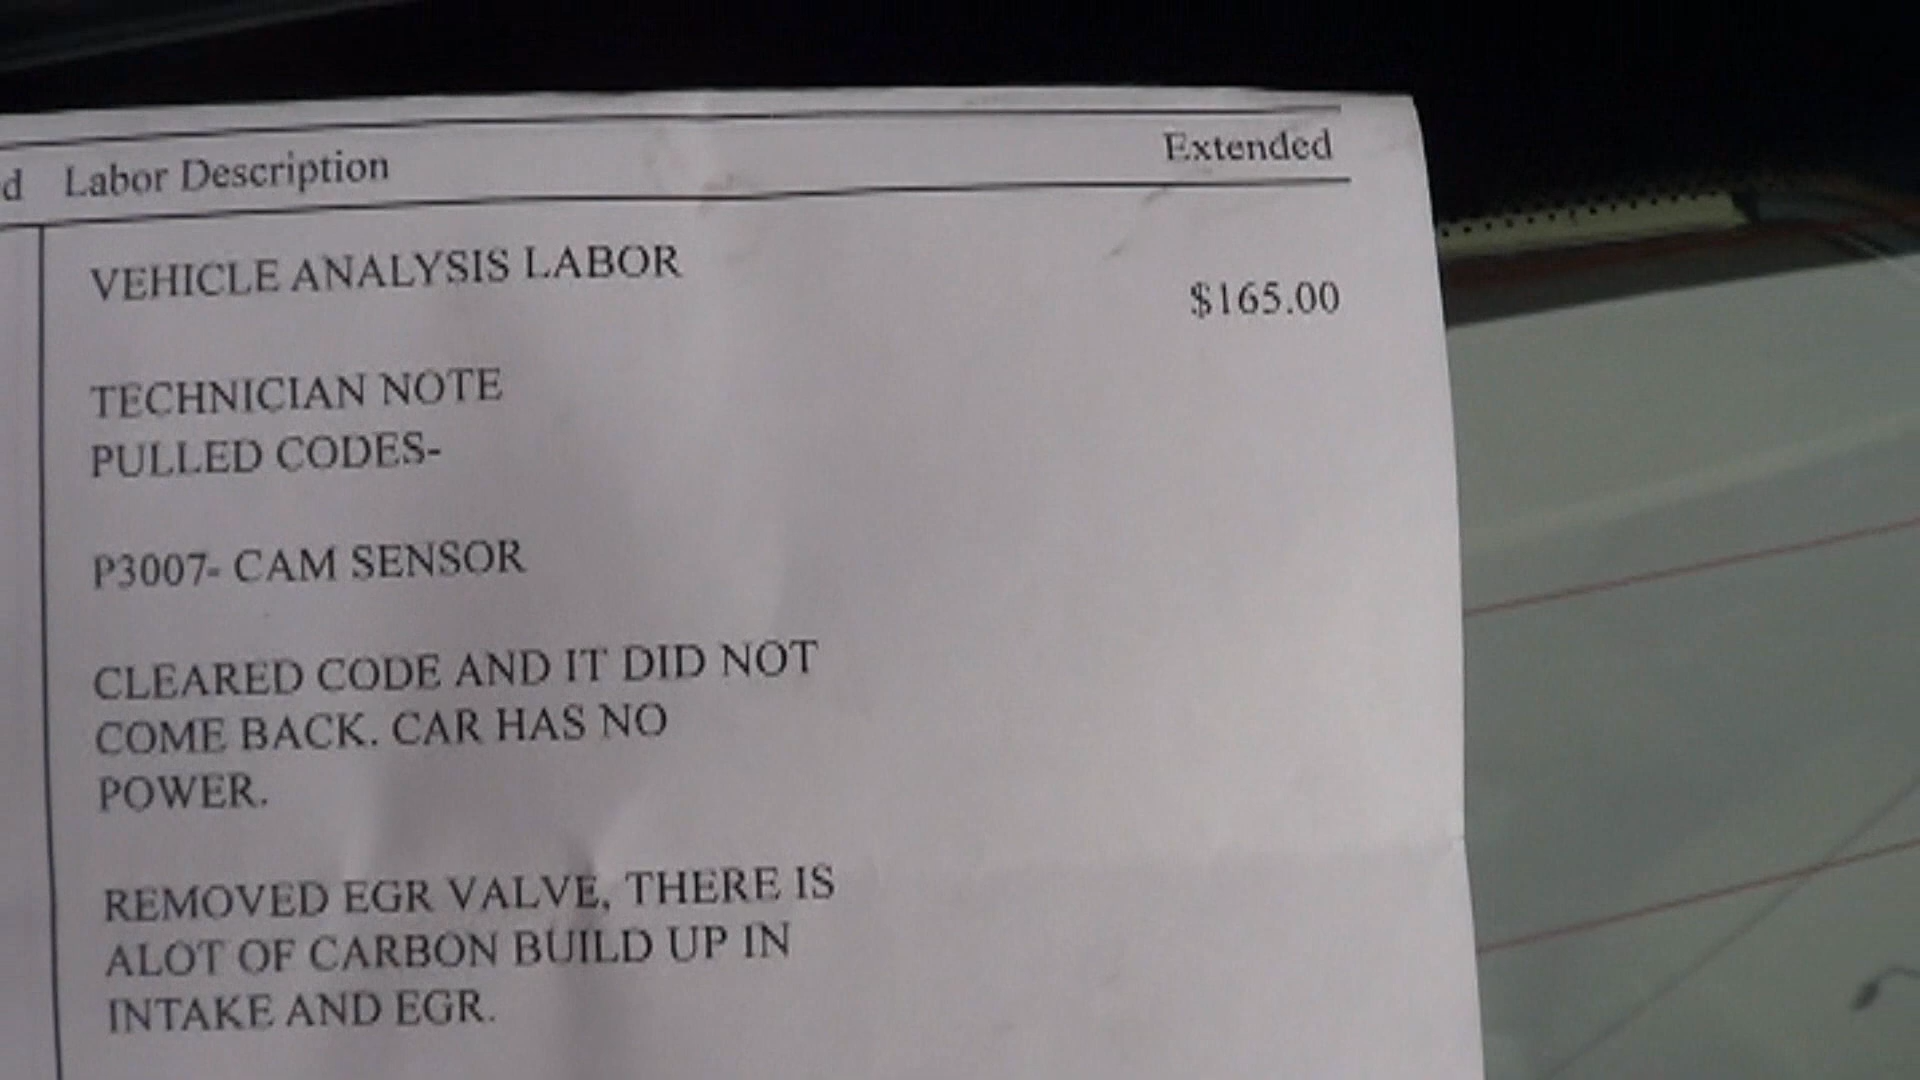 d Labor Description Extended
VEHICLE ANALYSIS LABOR
$165.00
TECHNICIAN NOTE
PULLED CODES-
P3007- CAM SENSOR
CLEARED CODE AND IT DID NOT
COME BACK. CAR HAS NO
POWER.
REMOVED EGR VALVE, THERE IS
ALOT OF CARBON BUILD UP IN
INTAKE AND EGR.